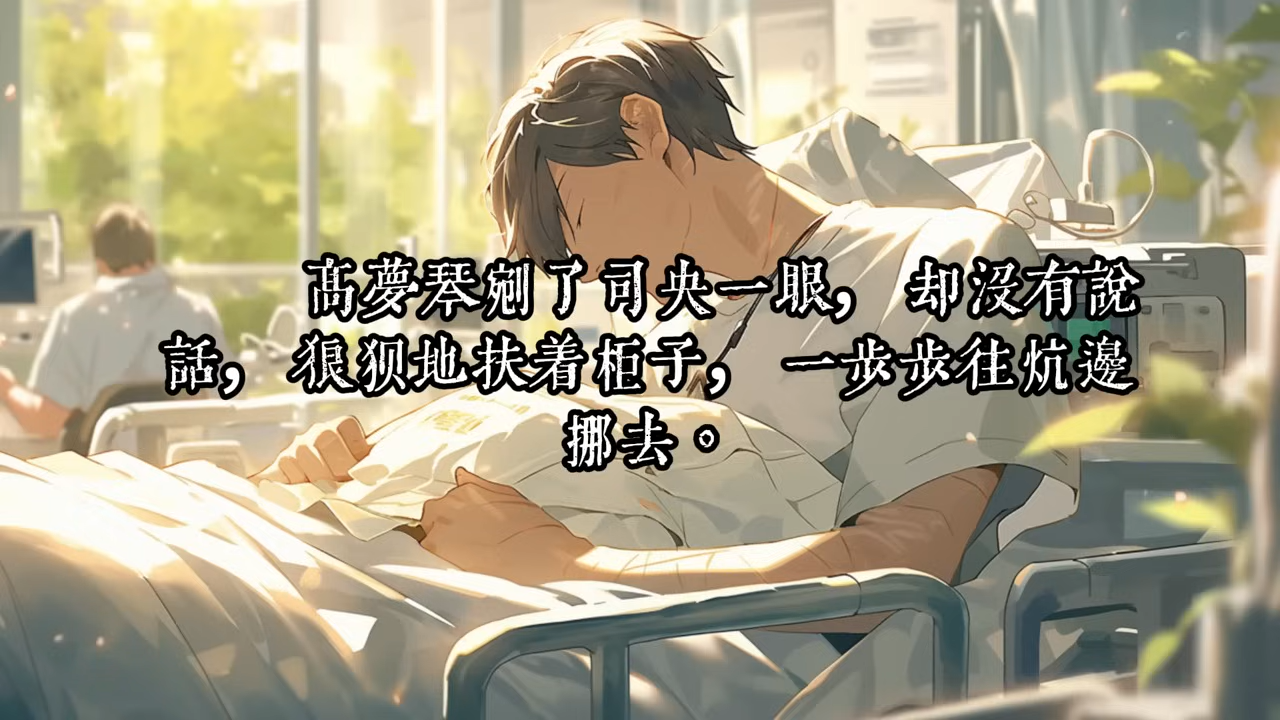 高夢琴剜了司央一眼, 却没有說
話, 狼狈地扶着柜子, 一步步往炕邊
挪去。